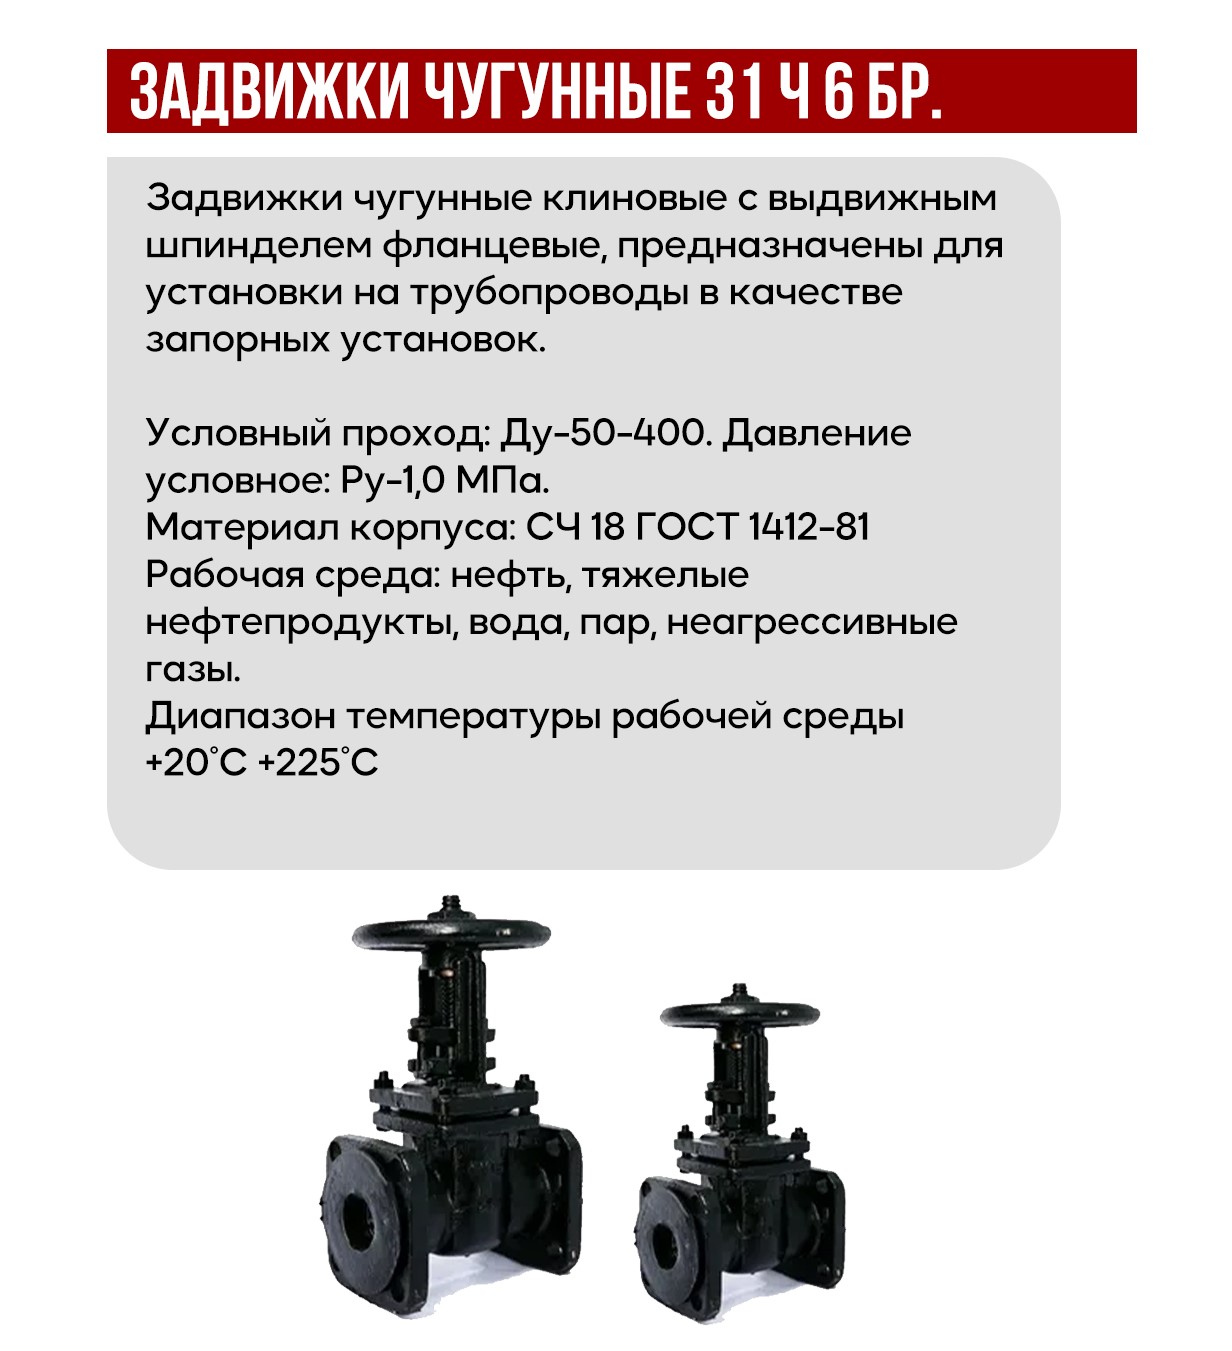 ЗАДВИЖКИ ЧУГУННЫЕ 31 Ч 6 БР.
Задвижки чугунные клиновые с выдвижным
шпинделем фланцевые, предназначены для
установки на трубопроводы в качестве
запорных установок.
Условный проход: Ду-50-400. Давление
условное: Ру-1,0 МПа.
Материал корпуса: СЧ 18 ГОСТ 1412-81
Рабочая среда: нефть, тяжелые
нефтепродукты, вода, пар, неагрессивные
газы.
Диапазон температуры рабочей среды
+20°С +225°С